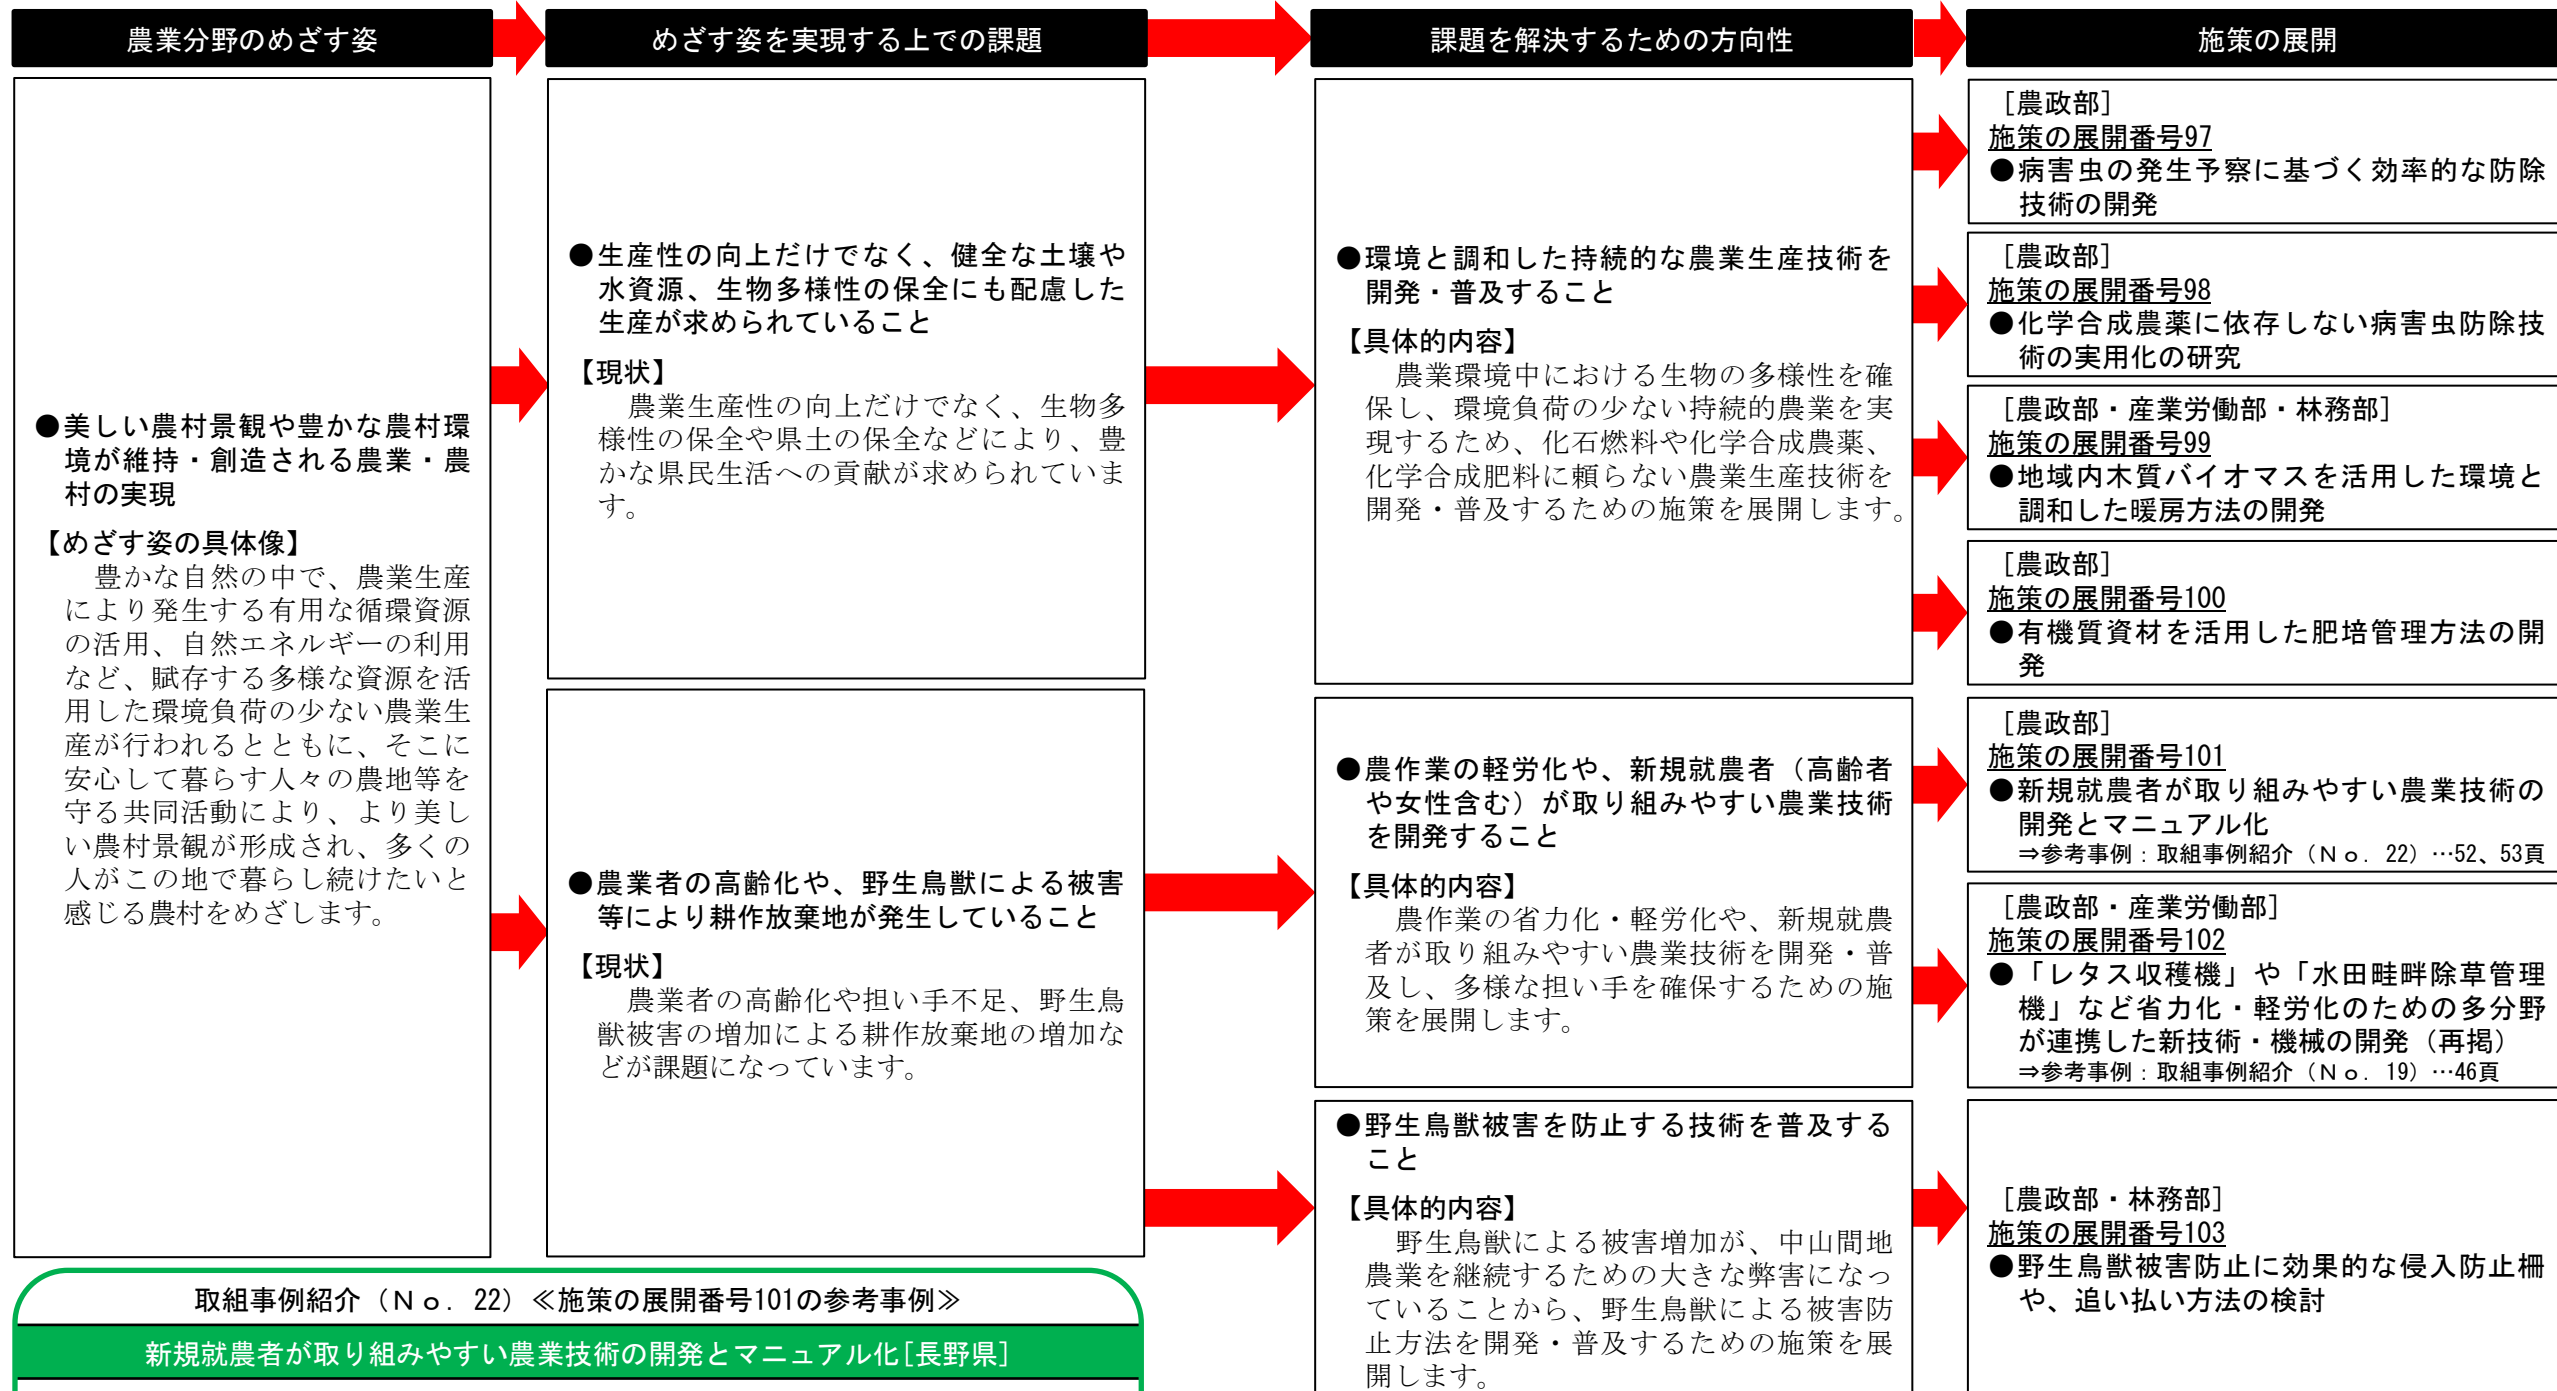 農業分野のめざす姿
めざす姿を実現する上での課題
課題を解決するための方向性
施策の展開
●美しい農村景観や豊かな農村環
境が維持・創造される農業・農
村の実現
【めざす姿の具体像】
豊かな自然の中で、農業生産
により発生する有用な循環資源
の活用、自然エネルギーの利用
など、賦存する多様な資源を活
用した環境負荷の少ない農業生
産が行われるとともに、そこに
安心して暮らす人々の農地等を
守る共同活動により、より美し
い農村景観が形成され、多くの
人がこの地で暮らし続けたいと
感じる農村をめざします。
●生産性の向上だけでなく、健全な土壌や
水資源、生物多様性の保全にも配慮した
生産が求められていること
【現状】
農業生産性の向上だけでなく、生物多
様性の保全や県土の保全などにより、豊
かな県民生活への貢献が求められていま
す。
●農業者の高齢化や、野生鳥獣による被害
等により耕作放棄地が発生していること
【現状】
農業者の高齢化や担い手不足、野生鳥
獣被害の増加による耕作放棄地の増加な
どが課題になっています。
●環境と調和した持続的な農業生産技術を
開発・普及すること
【具体的内容】
農業環境中における生物の多様性を確
保し、環境負荷の少ない持続的農業を実
現するため、化石燃料や化学合成農薬、
化学合成肥料に頼らない農業生産技術を
開発・普及するための施策を展開します。
●農作業の軽労化や、新規就農者（高齢者
や女性含む）が取り組みやすい農業技術
を開発すること
【具体的内容】
農作業の省力化・軽労化や、新規就農
者が取り組みやすい農業技術を開発・普
及し、多様な担い手を確保するための施
策を展開します。
●野生鳥獣被害を防止する技術を普及する
こと
【具体的内容】
野生鳥獣による被害増加が、中山間地
農業を継続するための大きな弊害になっ
ていることから、野生鳥獣による被害防
止方法を開発・普及するための施策を展
開します。
［農政部］
施策の展開番号97
●病害虫の発生予察に基づく効率的な防除
技術の開発
［農政部］
施策の展開番号98
●化学合成農薬に依存しない病害虫防除技
術の実用化の研究
［農政部・産業労働部・林務部］
施策の展開番号99
●地域内木質バイオマスを活用した環境と
調和した暖房方法の開発
［農政部］
施策の展開番号100
●有機質資材を活用した肥培管理方法の開
発
［農政部］
施策の展開番号101
●新規就農者が取り組みやすい農業技術の
開発とマニュアル化
⇒参考事例：取組事例紹介（Ｎｏ．22）…52、53頁
［農政部・産業労働部］
施策の展開番号102
●「レタス収穫機」や「水田畦畔除草管理
機」など省力化・軽労化のための多分野
が連携した新技術・機械の開発（再掲）
⇒参考事例：取組事例紹介（Ｎｏ．19）…46頁
［農政部・林務部］
施策の展開番号103
●野生鳥獣被害防止に効果的な侵入防止柵
や、追い払い方法の検討
取組事例紹介（Ｎｏ．22）≪施策の展開番号101の参考事例≫
新規就農者が取り組みやすい農業技術の開発とマニュアル化[長野県]